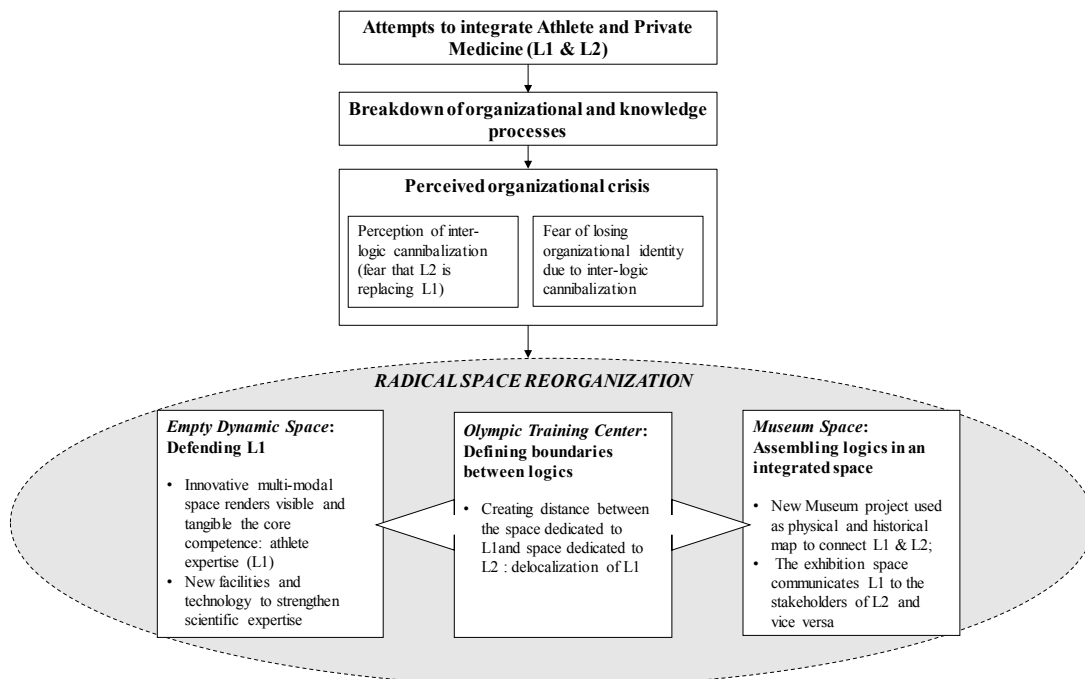 Attempts to integrate Athlete and Private
Medicine (L1 & L2)
Breakdown of organizational and knowledge
processes
Perceived organizational crisis
Perception of inter-
logic cannibalization
(fear that L2 is
replacing L1)
Fear of losing
organizational identity
due to inter-logic
cannibalization
RADICAL SPACE REORGANIZATION
Empty Dynamic Space:
Defending L1
• Innovative multi-modal
space renders visible and
tangible the core
competence: athlete
expertise (L1)
• New facilities and
technology to strengthen
scientific expertise
Olympic Training Center:
Defining boundaries
between logics
• Creating distance between
the space dedicated to
L1and space dedicated to
L2 : delocalization of L1
Museum Space:
Assembling logics in an
integrated space
• New Museum project used
as physical and historical
map to connect L1 & L2;
• The exhibition space
communicates L1 to the
stakeholders of L2 and
vice versa